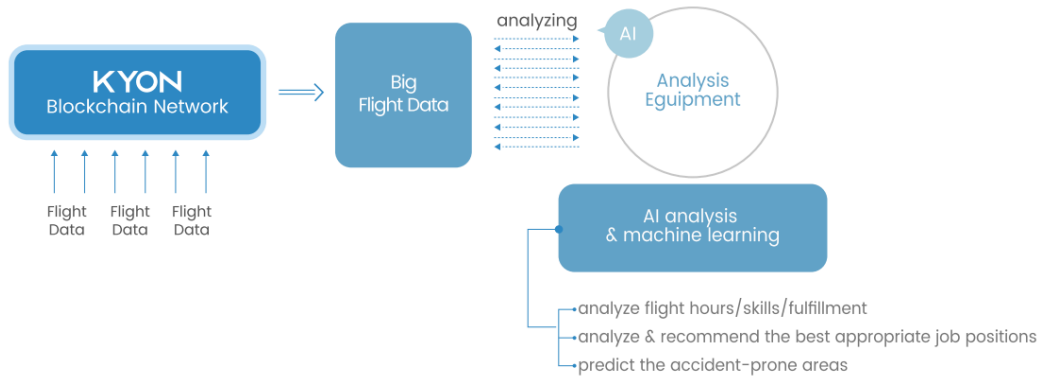 KYON
Blockchain Network
Flight
Data
Flight
Data
Flight
Data
Big
Flight Data
analyzing
AI
Analysis
Eguipment
AI analysis
& machine learning
analyze flight hours/skills/fulfillment
analyze & recommend the best appropriate job positions
predict the accident-prone areas